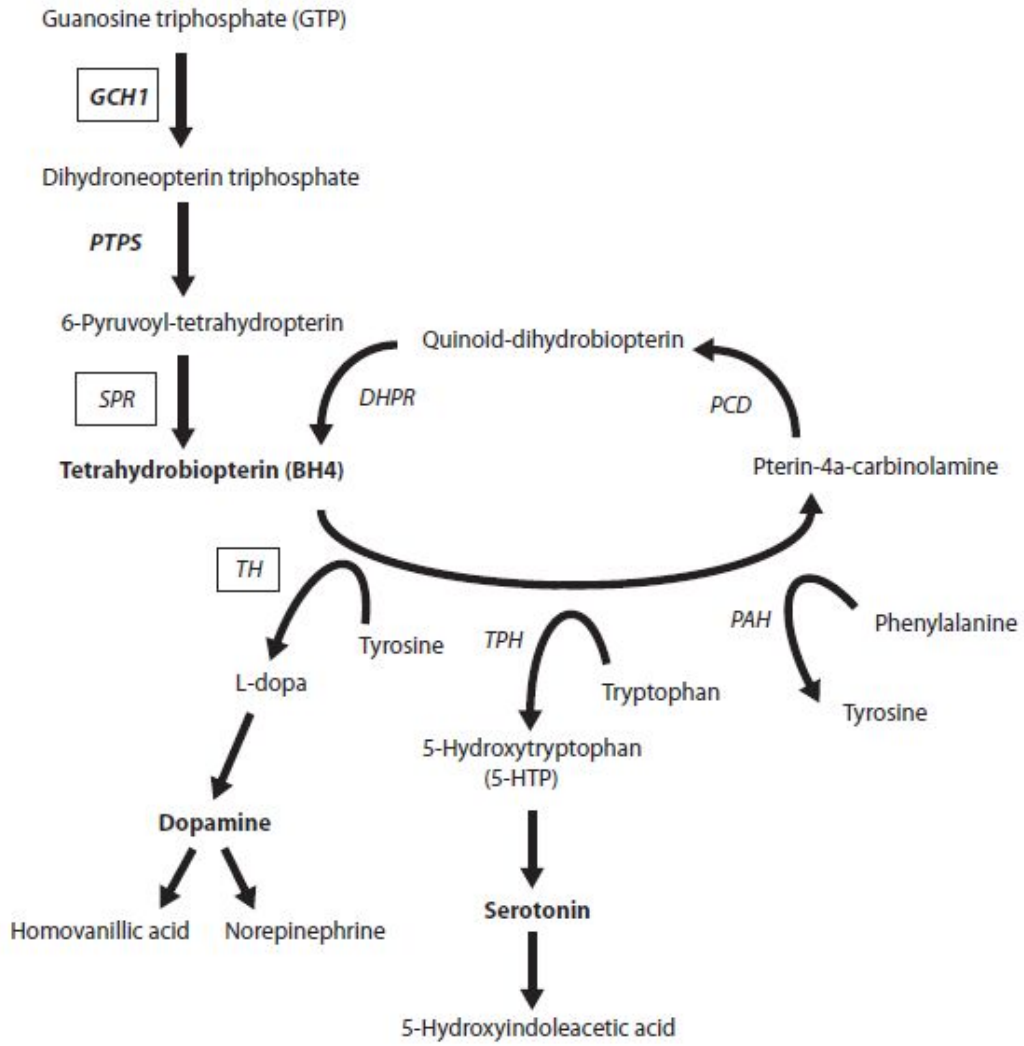 Guanosine triphosphate (GTP)
GCH1
Dihydroneopterin triphosphate
PTPS
6-Pyruvoyl-tetrahydropterin
Quinoid-dihydrobiopterin
SPR
DHPR
PCD
Tetrahydrobiopterin (BH4)
Pterin-4a-carbinolamine
TH
Tyrosine
TPH
PAH
Phenylalanine
L-dopa
Tryptophan
Tyrosine
5-Hydroxytryptophan
(5-HTP)
Dopamine
Serotonin
Homovanillic acid
Norepinephrine
5-Hydroxyindoleacetic acid